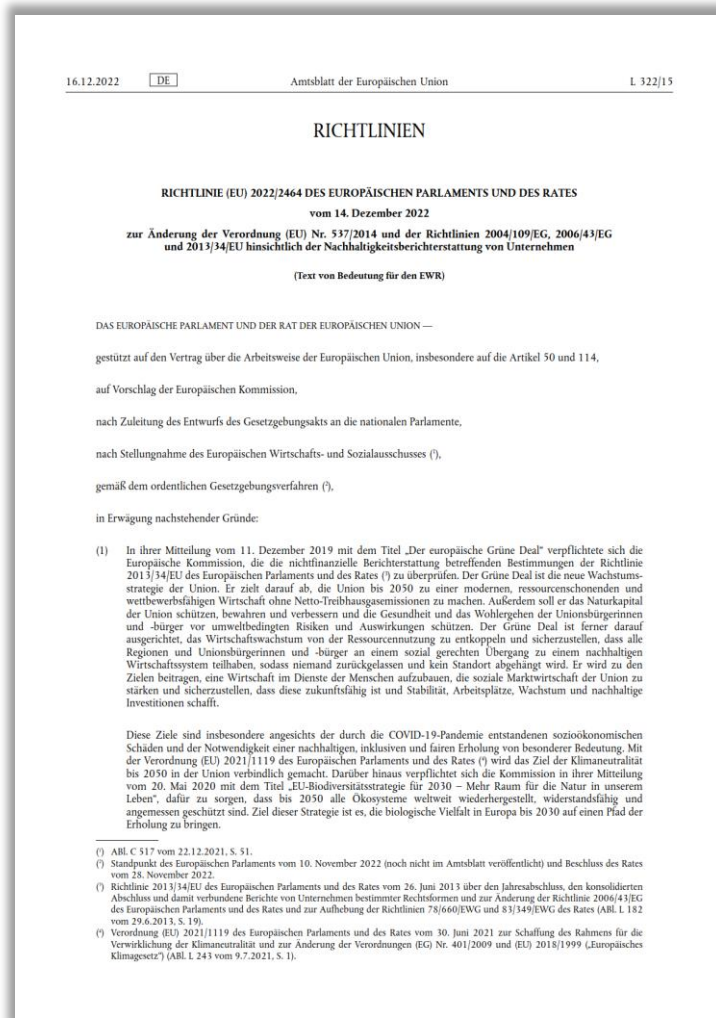 16.12.2022 DE Amtsblatt der Europäischen Union L 322/15
RICHTLINIEN
RICHTLINIE (EU) 2022/2464 DES EUROPÄISCHEN PARLAMENTS UND DES RATES
vom 14. Dezember 2022
zur Änderung der Verordnung (EU) Nr. 537/2014 und der Richtlinien 2004/109/EG, 2006/43/EG
und 2013/34/EU hinsichtlich der Nachhaltigkeitsberichterstattung von Unternehmen
(Text von Bedeutung für den EWR)
DAS EUROPÄISCHE PARLAMENT UND DER RAT DER EUROPÄISCHEN UNION —
gestützt auf den Vertrag über die Arbeitsweise der Europäischen Union, insbesondere auf die Artikel 50 und 114,
auf Vorschlag der Europäischen Kommission,
nach Zuleitung des Entwurfs des Gesetzgebungsakts an die nationalen Parlamente,
nach Stellungnahme des Europäischen Wirtschafts- und Sozialausschusses (¹),
gemäß dem ordentlichen Gesetzgebungsverfahren (²),
in Erwägung nachstehender Gründe:
(1) In ihrer Mitteilung vom 11. Dezember 2019 mit dem Titel „Der europäische Grüne Deal“ verpflichtete sich die
Europäische Kommission, die die nichtfinanzielle Berichterstattung betreffenden Bestimmungen der Richtlinie
2013/34/EU des Europäischen Parlaments und des Rates (³) zu überprüfen. Der Grüne Deal ist die neue Wachstums-
strategie der Union. Er zielt darauf ab, die Union bis 2050 zu einer modernen, ressourcenschonenden und
wettbewerbsfähigen Wirtschaft ohne Netto-Treibhausgasemissionen zu machen. Außerdem soll er das Naturkapital
der Union schützen, bewahren und verbessern und die Gesundheit und das Wohlergehen der Unionsbürgerinnen
und -bürger vor umweltbedingten Risiken und Auswirkungen schützen. Der Grüne Deal ist ferner darauf
ausgerichtet, das Wirtschaftswachstum von der Ressourcennutzung zu entkoppeln und sicherzustellen, dass alle
Regionen und Unionsbürgerinnen und -bürger an einem sozial gerechten Übergang zu einem nachhaltigen
Wirtschaftssystem teilhaben, sodass niemand zurückgelassen und kein Standort abgehängt wird. Er wird zu den
Zielen beitragen, eine Wirtschaft im Dienste der Menschen aufzubauen, die soziale Marktwirtschaft der Union zu
stärken und sicherzustellen, dass diese zukunftsfähig ist und Stabilität, Arbeitsplätze, Wachstum und nachhaltige
Investitionen schafft.
Diese Ziele sind insbesondere angesichts der durch die COVID-19-Pandemie entstandenen sozioökonomischen
Schäden und der Notwendigkeit einer nachhaltigen, inklusiven und fairen Erholung von besonderer Bedeutung. Mit
der Verordnung (EU) 2021/1119 des Europäischen Parlaments und des Rates (⁴) wird das Ziel der Klimaneutralität
bis 2050 in der Union verbindlich gemacht. Darüber hinaus verpflichtet sich die Kommission in ihrer Mitteilung
vom 20. Mai 2020 mit dem Titel „EU-Biodiversitätsstrategie für 2030 – Mehr Raum für die Natur in unserem
Leben“, dafür zu sorgen, dass bis 2050 alle Ökosysteme weltweit wiederhergestellt, widerstandsfähig und
angemessen geschützt sind. Ziel dieser Strategie ist es, die biologische Vielfalt in Europa bis 2030 auf einen Pfad der
Erholung zu bringen.
(¹) ABl. C 517 vom 22.12.2021, S. 51.
(²) Standpunkt des Europäischen Parlaments vom 10. November 2022 (noch nicht im Amtsblatt veröffentlicht) und Beschluss des Rates
vom 28. November 2022.
(³) Richtlinie 2013/34/EU des Europäischen Parlaments und des Rates vom 26. Juni 2013 über den Jahresabschluss, den konsolidierten
Abschluss und damit verbundene Berichte von Unternehmen bestimmter Rechtsformen und zur Änderung der Richtlinie 2006/43/EG
des Europäischen Parlaments und des Rates und zur Aufhebung der Richtlinien 78/660/EWG und 83/349/EWG des Rates (ABl. L 182
vom 29.6.2013, S. 19).
(⁴) Verordnung (EU) 2021/1119 des Europäischen Parlaments und des Rates vom 30. Juni 2021 zur Schaffung des Rahmens für die
Verwirklichung der Klimaneutralität und zur Änderung der Verordnungen (EG) Nr. 401/2009 und (EU) 2018/1999 („Europäisches
Klimagesetz“) (ABl. L 243 vom 9.7.2021, S. 1).